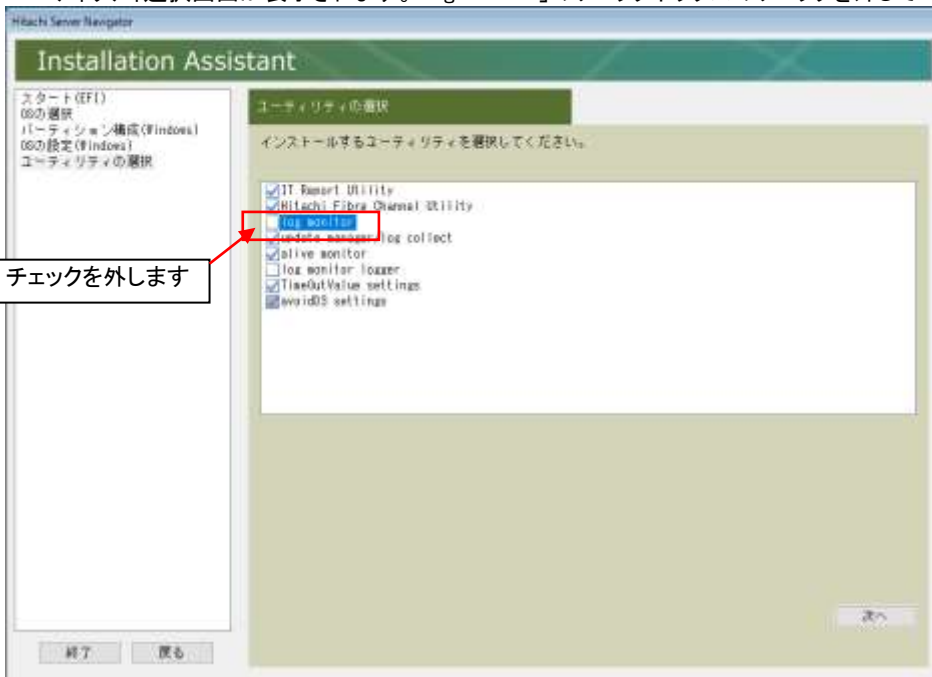 Hitachi Server Navigator
Installation Assistant
スタート(EFI)
OSの選択
パーティション構成(Windows)
OSの設定(Windows)
ユーティリティの選択
ユーティリティの選択
インストールするユーティリティを選択してください。
IT Report Utility
Hitachi Fibre Channel Utility
log monitor
update manager log collect
alive monitor
log monitor logger
TimeOutValue settings
avoidDS settings
チェックを外します
次へ
終了
戻る